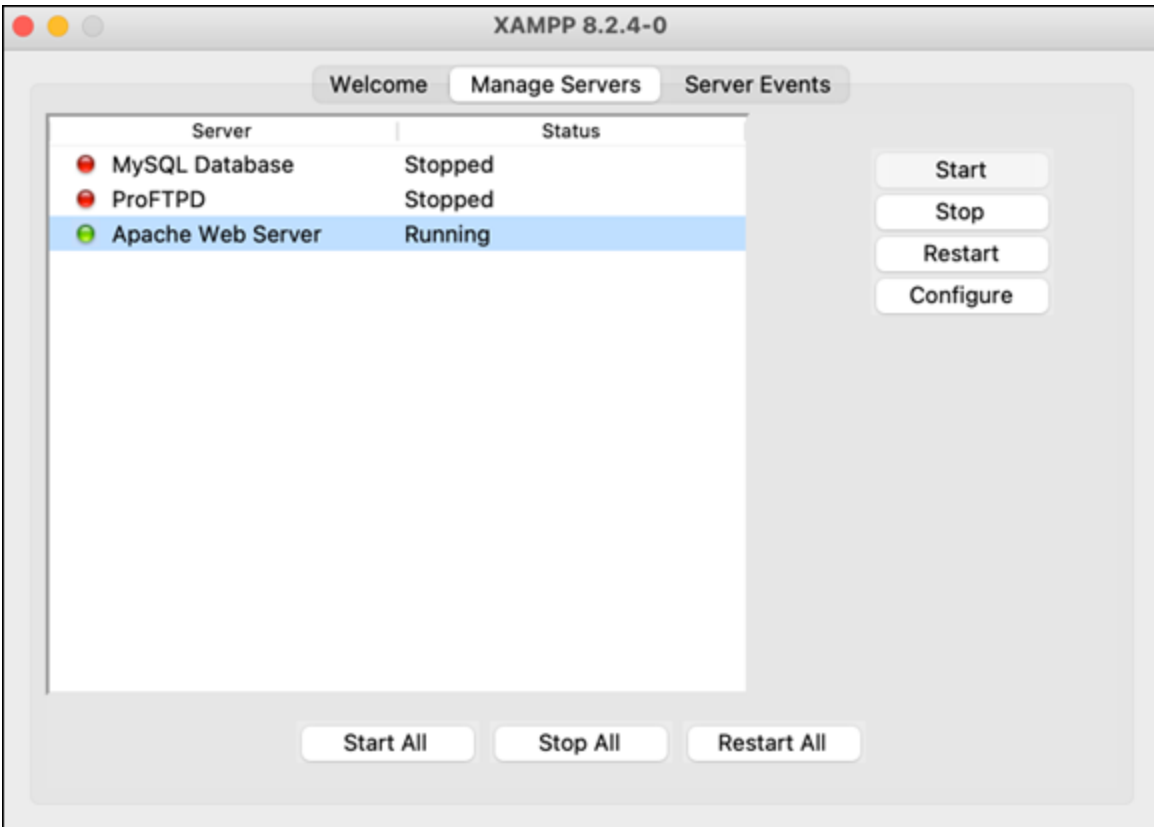 XAMPP 8.2.4-0
Welcome Manage Servers Server Events
Server Status
MySQL Database Stopped
ProFTPD Stopped
Apache Web Server Running
Start
Stop
Restart
Configure
Start All Stop All Restart All